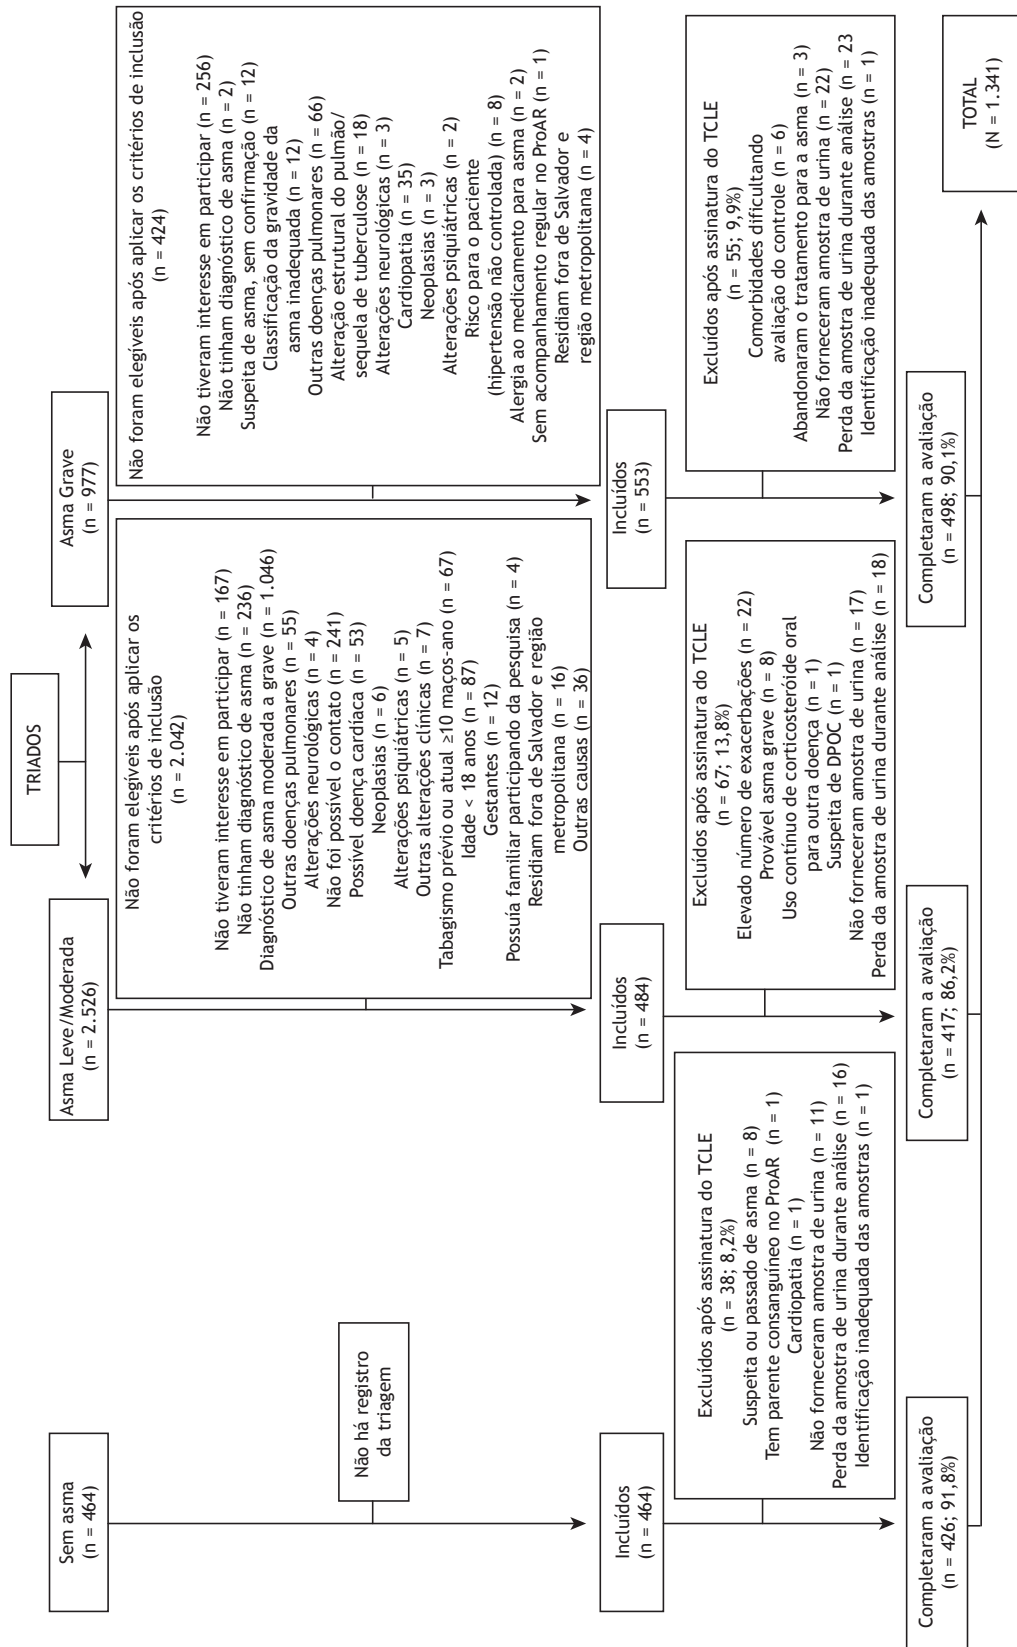 TRIADOS
Sem asma
(n = 464)
Asma Leve/Moderada
(n = 2.526)
Asma Grave
(n = 977)
Não há registro
da triagem
Não foram elegíveis após aplicar os
critérios de inclusão
(n = 2.042)
Não tiveram interesse em participar (n = 167)
Não tinham diagnóstico de asma (n = 236)
Diagnóstico de asma moderada a grave (n = 1.046)
Outras doenças pulmonares (n = 55)
Alterações neurológicas (n = 4)
Não foi possível o contato (n = 241)
Possível doença cardíaca (n = 53)
Neoplasias (n = 6)
Alterações psiquiátricas (n = 5)
Outras alterações clínicas (n = 7)
Tabagismo prévio ou atual ≥10 maços-ano (n = 67)
Idade < 18 anos (n = 87)
Gestantes (n = 12)
Possuía familiar participando da pesquisa (n = 4)
Residiam fora de Salvador e região
metropolitana (n = 16)
Outras causas (n = 36)
Não foram elegíveis após aplicar os critérios de inclusão
(n = 424)
Não tiveram interesse em participar (n = 256)
Não tinham diagnóstico de asma (n = 2)
Suspeita de asma, sem confirmação (n = 12)
Classificação da gravidade da
asma inadequada (n = 12)
Outras doenças pulmonares (n = 66)
Alteração estrutural do pulmão/
sequela de tuberculose (n = 18)
Alterações neurológicas (n = 3)
Cardiopatia (n = 35)
Neoplasias (n = 3)
Alterações psiquiátricas (n = 2)
Risco para o paciente
(hipertensão não controlada) (n = 8)
Alergia ao medicamento para asma (n = 2)
Sem acompanhamento regular no ProAR (n = 1)
Residiam fora de Salvador e
região metropolitana (n = 4)
Incluídos
(n = 464)
Incluídos
(n = 484)
Incluídos
(n = 553)
Excluídos após assinatura do TCLE
(n = 38; 8,2%)
Suspeita ou passado de asma (n = 8)
Tem parente consanguíneo no ProAR (n = 1)
Cardiopatia (n = 1)
Não forneceram amostra de urina (n = 11)
Perda da amostra de urina durante análise (n = 16)
Identificação inadequada das amostras (n = 1)
Excluídos após assinatura do TCLE
(n = 67; 13,8%)
Elevado número de exacerbações (n = 22)
Provável asma grave (n = 8)
Uso contínuo de corticosteróide oral
para outra doença (n = 1)
Suspeita de DPOC (n = 1)
Não forneceram amostra de urina (n = 17)
Perda da amostra de urina durante análise (n = 18)
Excluídos após assinatura do TCLE
(n = 55; 9,9%)
Comorbidades dificultando
avaliação do controle (n = 6)
Abandonaram o tratamento para a asma (n = 3)
Não forneceram amostra de urina (n = 22)
Perda da amostra de urina durante análise (n = 23
Identificação inadequada das amostras (n = 1)
Completaram a avaliação
(n = 426; 91,8%)
Completaram a avaliação
(n = 417; 86,2%)
Completaram a avaliação
(n = 498; 90,1%)
TOTAL
(N = 1.341)